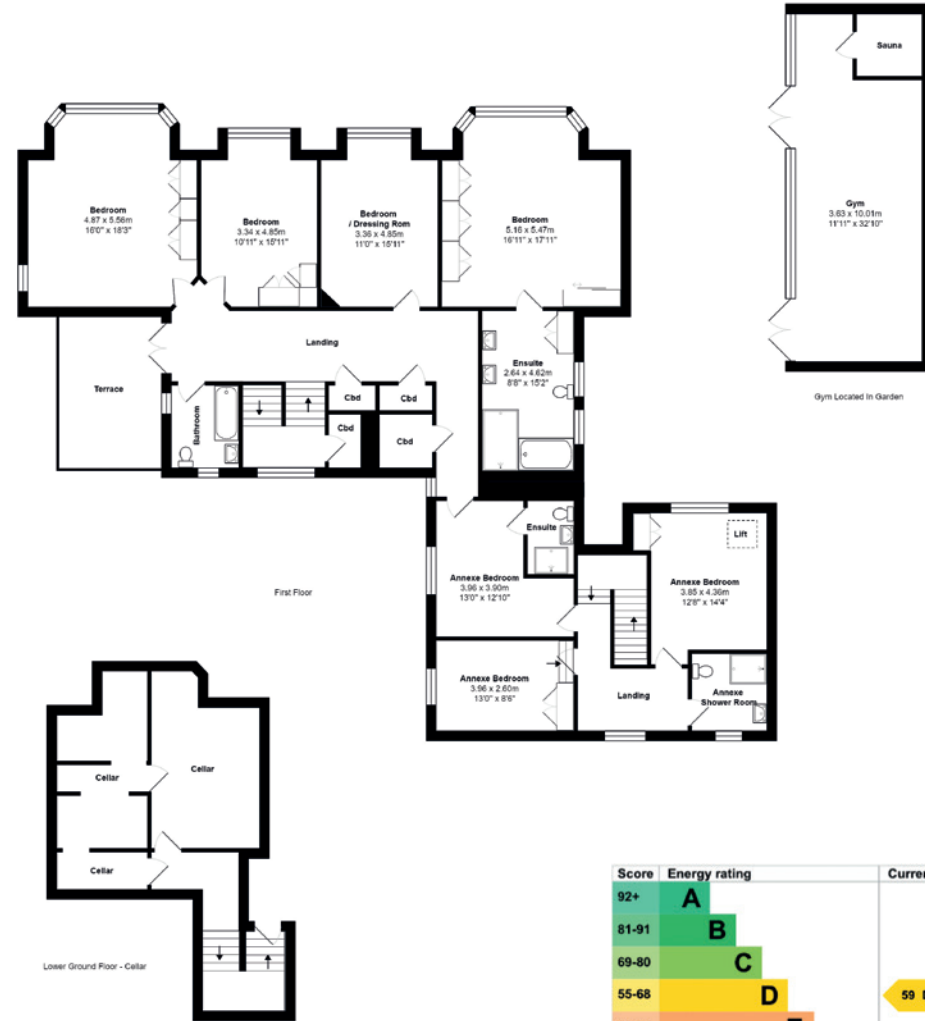 Sauna
Gym
3.63 x 10.01m
11'11" x 32'10"
Gym Located In Garden
Bedroom
4.87 x 5.56m
16'0" x 18'3"
Bedroom
3.34 x 4.85m
10'11" x 15'11"
Bedroom
/ Dressing Rom
3.36 x 4.85m
11'0" x 15'11"
Bedroom
5.16 x 5.47m
16'11" x 17'11"
Landing
Terrace
Bathroom
Cbd
Cbd
Cbd
Cbd
Ensuite
2.64 x 4.62m
8'8" x 15'2"
Ensuite
Lift
Annexe Bedroom
3.96 x 3.90m
13'0" x 12'10"
Annexe Bedroom
3.85 x 4.36m
12'8" x 14'4"
Annexe Bedroom
3.96 x 2.60m
13'0" x 8'6"
Landing
Annexe
Shower Room
First Floor
Cellar
Cellar
Cellar
Lower Ground Floor - Cellar
Score Energy rating Curre
92+ A
81-91 B
69-80 C
55-68 D 59